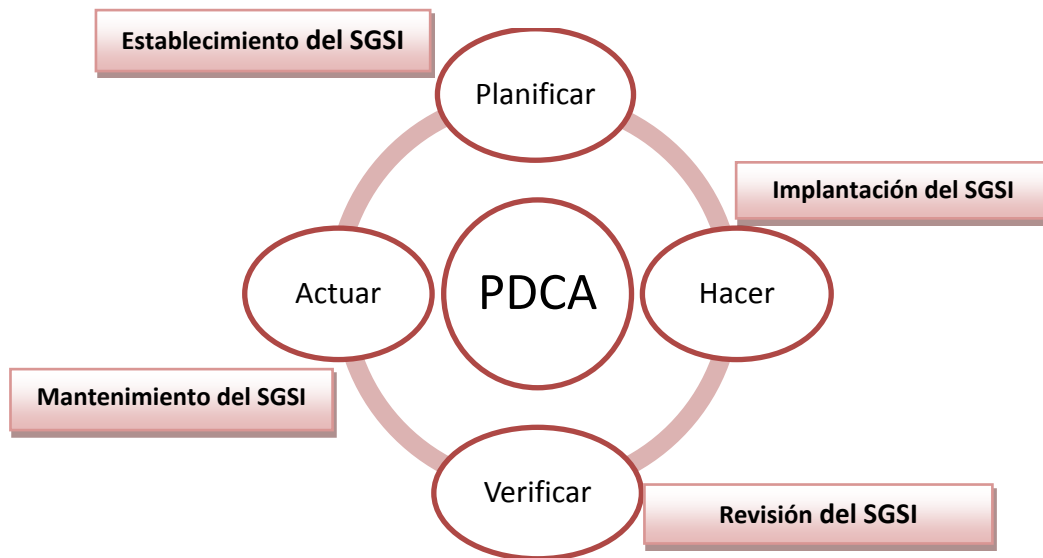 Establecimiento del SGSI
Planificar
Implantación del SGSI
Actuar
PDCA
Hacer
Mantenimiento del SGSI
Verificar
Revisión del SGSI